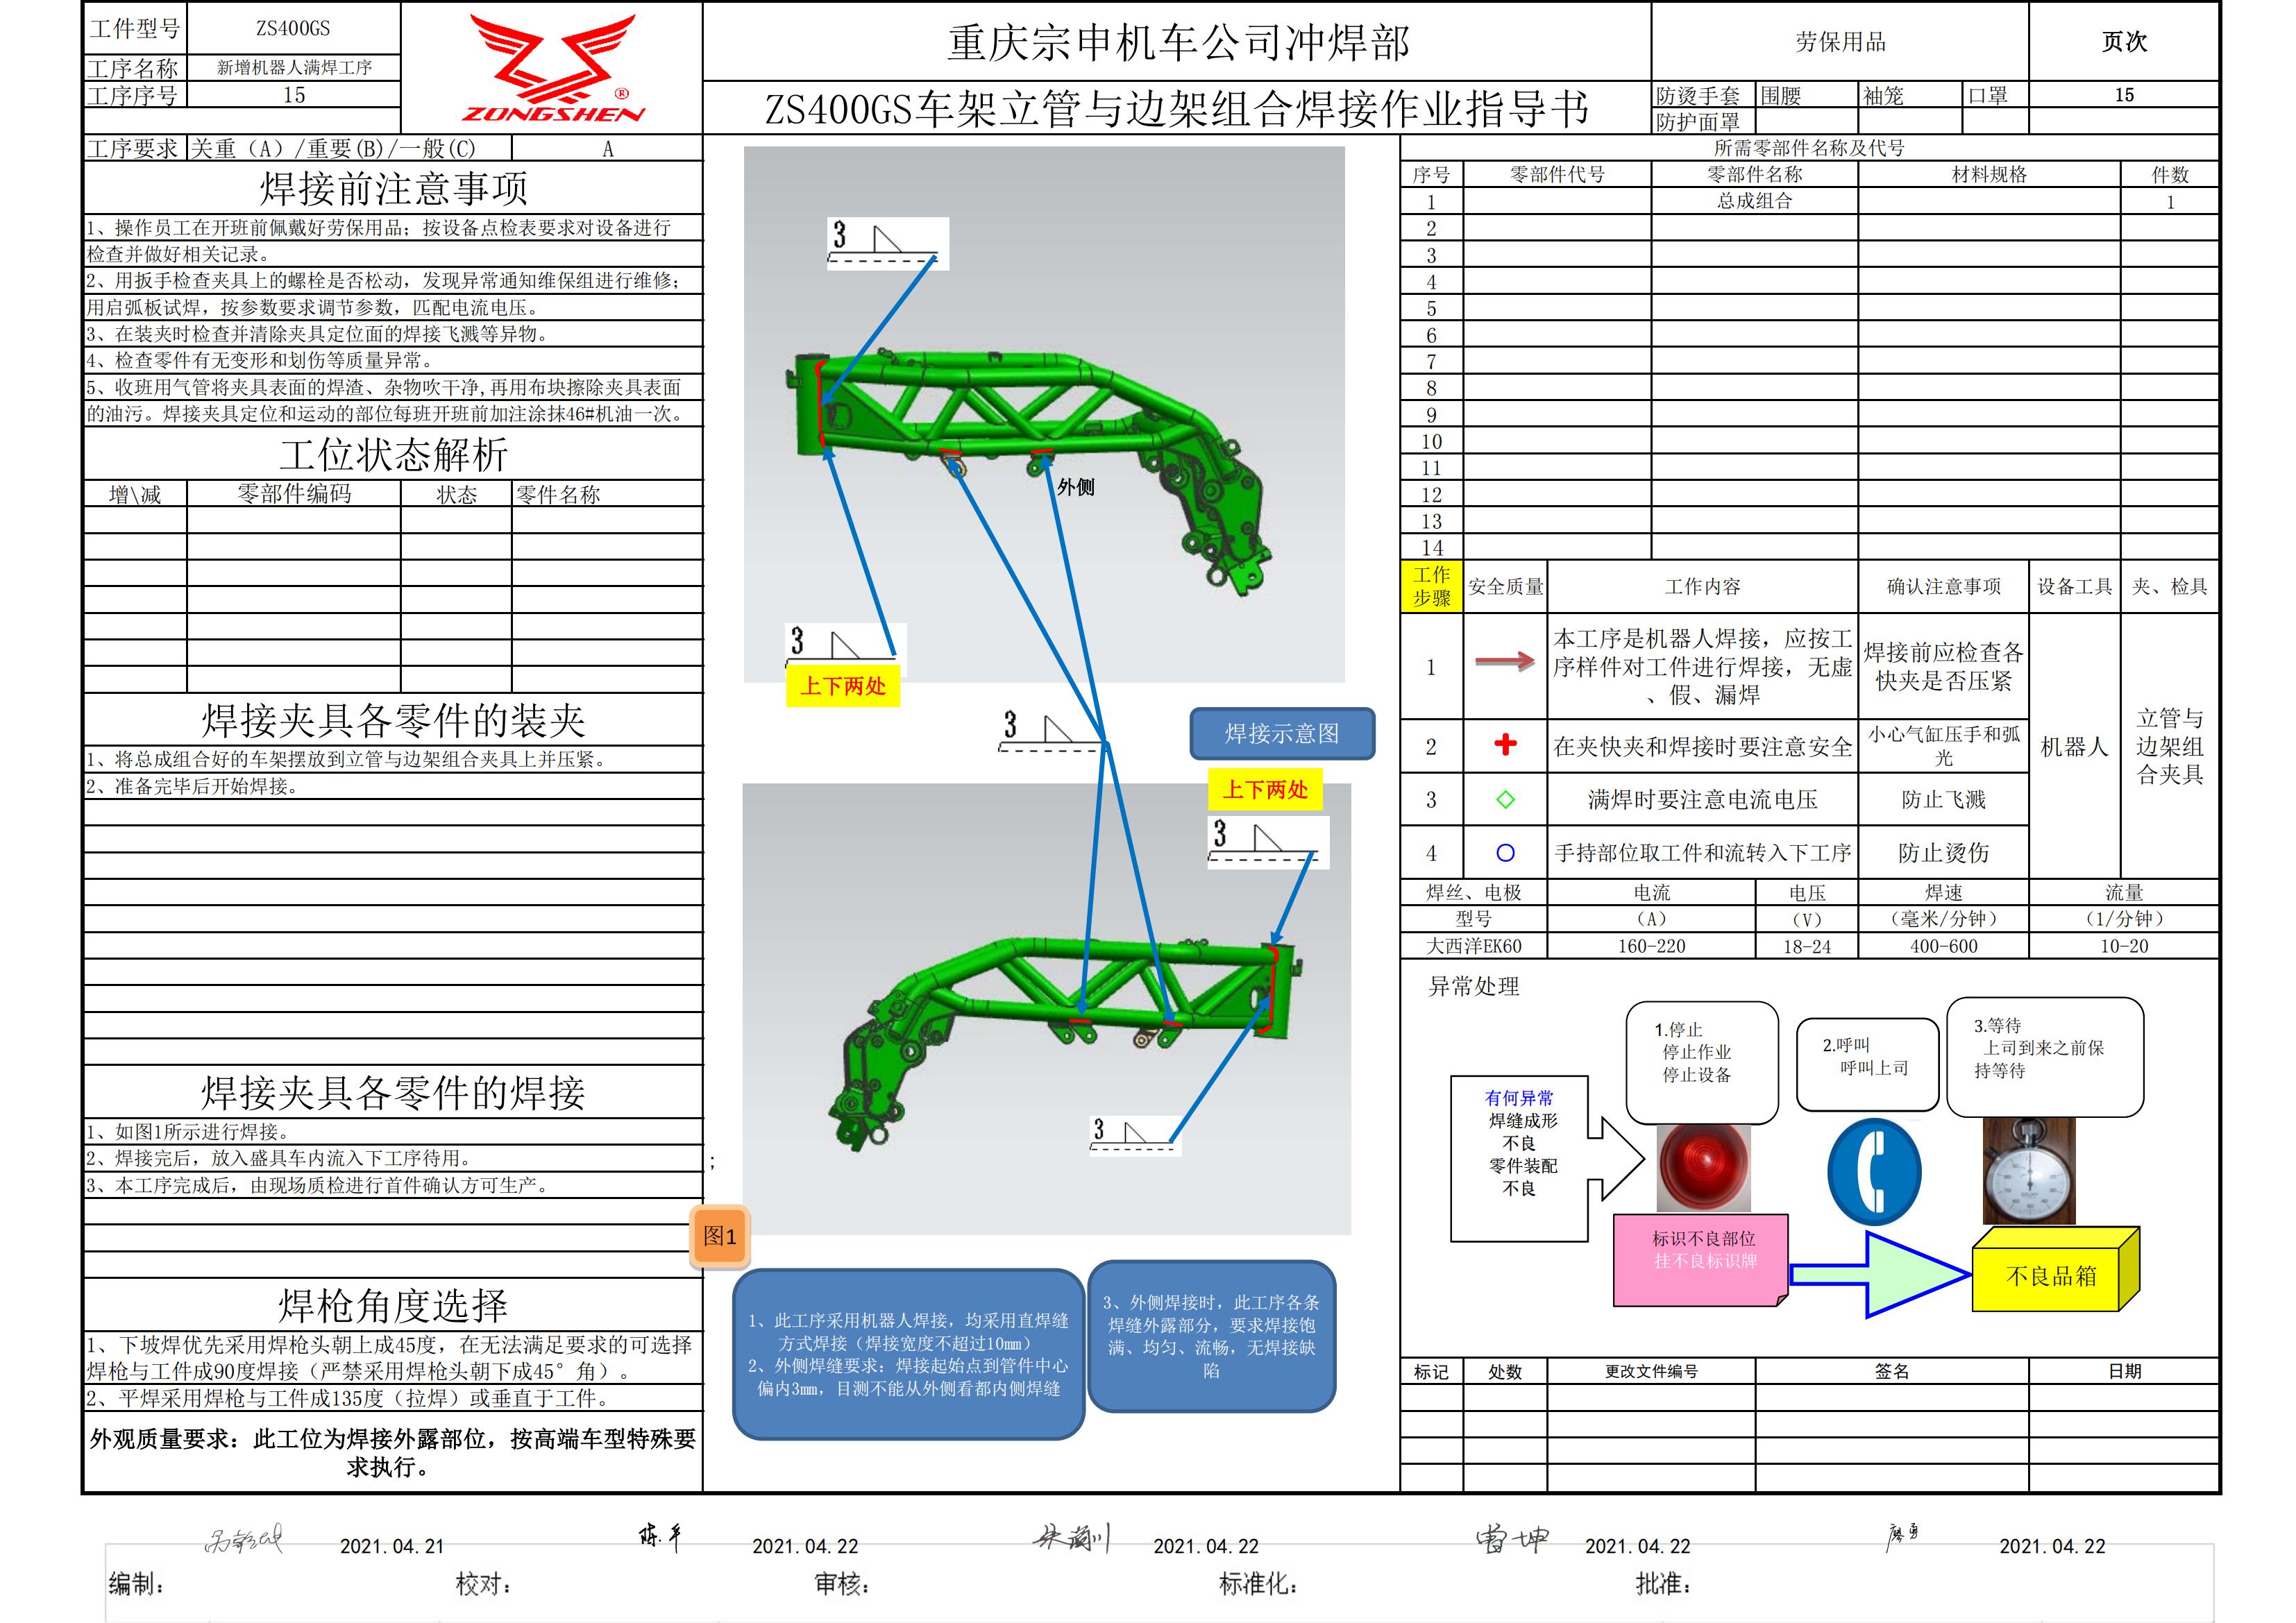 工件型号 ZS400GS
工序名称 新增机器人满焊工序
工序序号 15
ZONGSHEN ®
重庆宗申机车公司冲焊部
ZS400GS车架立管与边架组合焊接作业指导书
劳保用品
页次
防烫手套 围腰 袖笼 口罩 15
防护面罩
工序要求 关重（A）/重要(B)/一般(C) A
焊接前注意事项
1、操作员工在开班前佩戴好劳保用品；按设备点检表要求对设备进行
检查并做好相关记录。
2、用扳手检查夹具上的螺栓是否松动，发现异常通知维保组进行维修；
用启弧板试焊，按参数要求调节参数，匹配电流电压。
3、在装夹时检查并清除夹具定位面的焊接飞溅等异物。
4、检查零件有无变形和划伤等质量异常。
5、收班用气管将夹具表面的焊渣、杂物吹干净,再用布块擦除夹具表面
的油污。焊接夹具定位和运动的部位每班开班前加注涂抹46#机油一次。
工位状态解析
增\减 零部件编码 状态 零件名称
焊接夹具各零件的装夹
1、将总成组合好的车架摆放到立管与边架组合夹具上并压紧。
2、准备完毕后开始焊接。
焊接夹具各零件的焊接
1、如图1所示进行焊接。
2、焊接完后，放入盛具车内流入下工序待用。
3、本工序完成后，由现场质检进行首件确认方可生产。
焊枪角度选择
1、下坡焊优先采用焊枪头朝上成45度，在无法满足要求的可选择
焊枪与工件成90度焊接（严禁采用焊枪头朝下成45°角）。
2、平焊采用焊枪与工件成135度（拉焊）或垂直于工件。
外观质量要求：此工位为焊接外露部位，按高端车型特殊要
求执行。
3
外侧
3
上下两处
3
焊接示意图
上下两处
3
3
;
图1
1、此工序采用机器人焊接，均采用直焊缝
方式焊接（焊接宽度不超过10mm）
2、外侧焊缝要求：焊接起始点到管件中心
偏内3mm，目测不能从外侧看都内侧焊缝
3、外侧焊接时，此工序各条
焊缝外露部分，要求焊接饱
满、均匀、流畅，无焊接缺
陷
所需零部件名称及代号
序号 零部件代号 零部件名称 材料规格 件数
1 总成组合 1
2
3
4
5
6
7
8
9
10
11
12
13
14
工作
步骤
安全质量 工作内容 确认注意事项 设备工具 夹、检具
1
本工序是机器人焊接，应按工
序样件对工件进行焊接，无虚
、假、漏焊
焊接前应检查各
快夹是否压紧
2 在夹快夹和焊接时要注意安全
小心气缸压手和弧
光
3 满焊时要注意电流电压 防止飞溅
4 手持部位取工件和流转入下工序 防止烫伤
机器人
立管与
边架组
合夹具
焊丝、电极 电流 电压 焊速 流量
型号 （A） （V） （毫米/分钟） （1/分钟）
大西洋EK60 160-220 18-24 400-600 10-20
异常处理
有何异常
焊缝成形
不良
零件装配
不良
1.停止
停止作业
停止设备
2.呼叫
呼叫上司
3.等待
上司到来之前保
持等待
标识不良部位
挂不良标识牌
不良品箱
标记 处数 更改文件编号 签名 日期
2021.04.21 陈平 2021.04.22 2021.04.22 雷坤 2021.04.22 廖勇 2021.04.22
编制： 校对： 审核： 标准化： 批准：